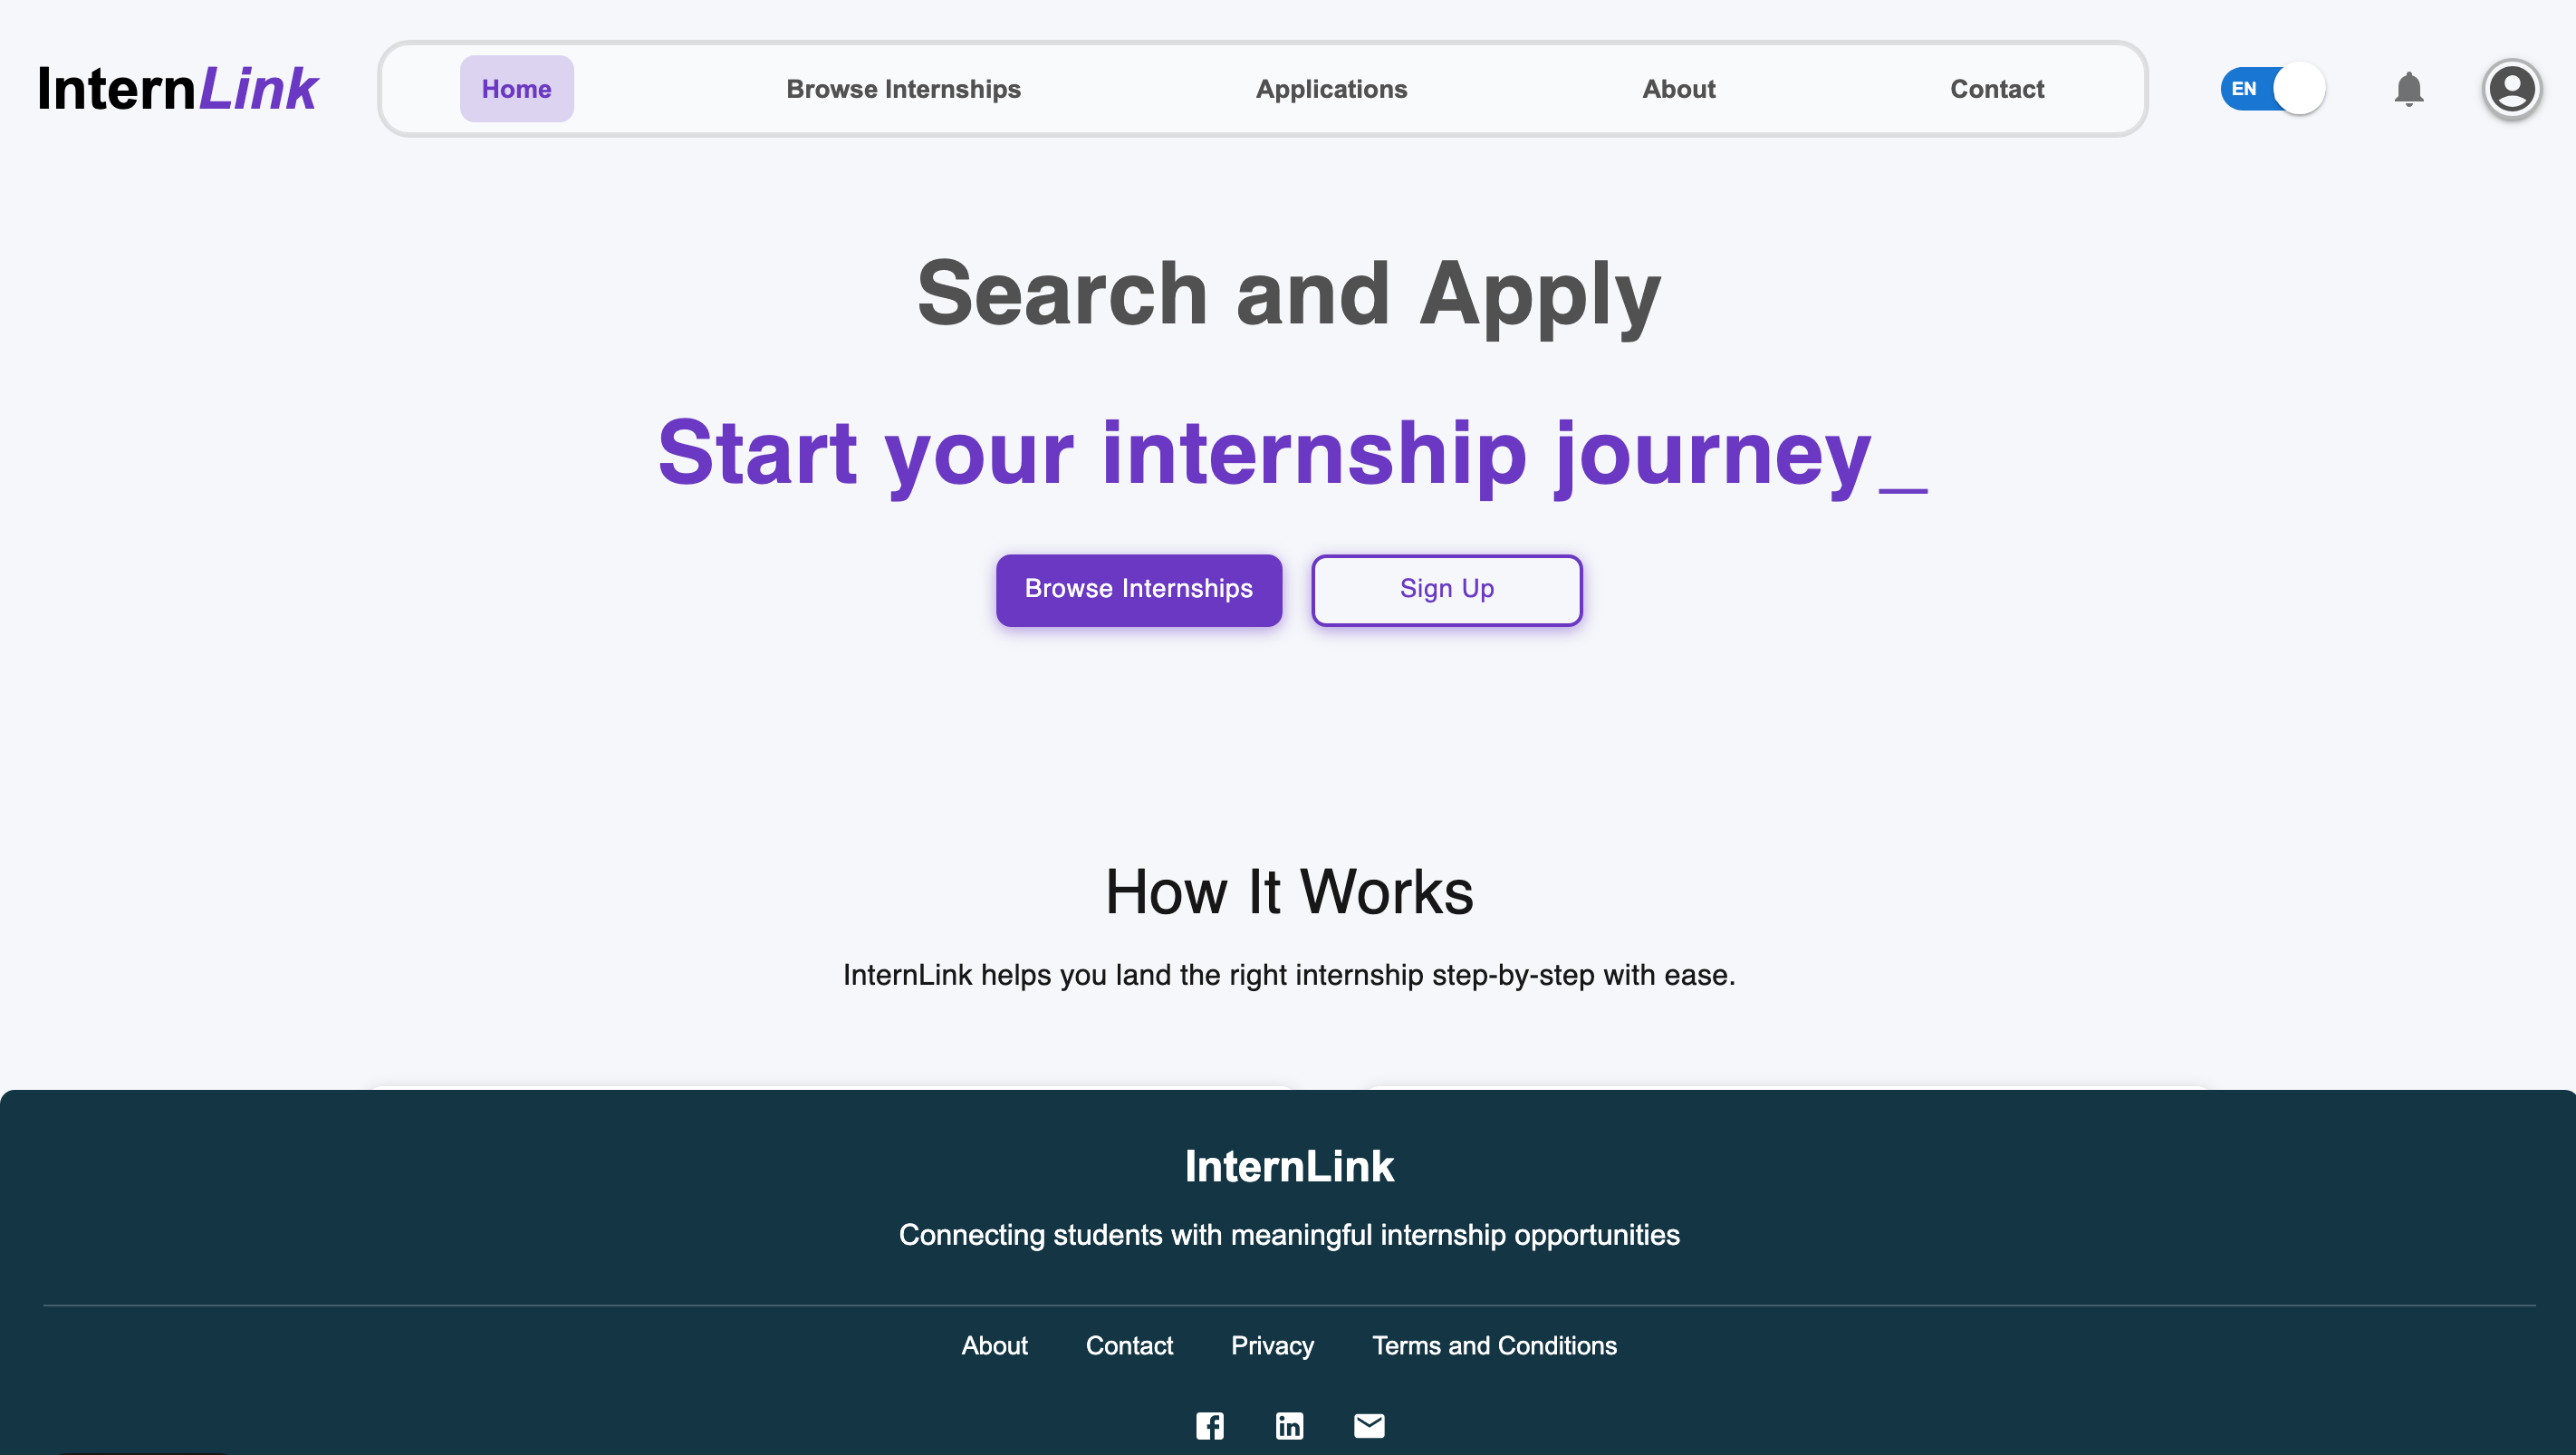 InternLink
Home Browse Internships Applications About Contact EN
Search and Apply
Start your internship journey_
Browse Internships Sign Up
How It Works
InternLink helps you land the right internship step-by-step with ease.
InternLink
Connecting students with meaningful internship opportunities
About Contact Privacy Terms and Conditions